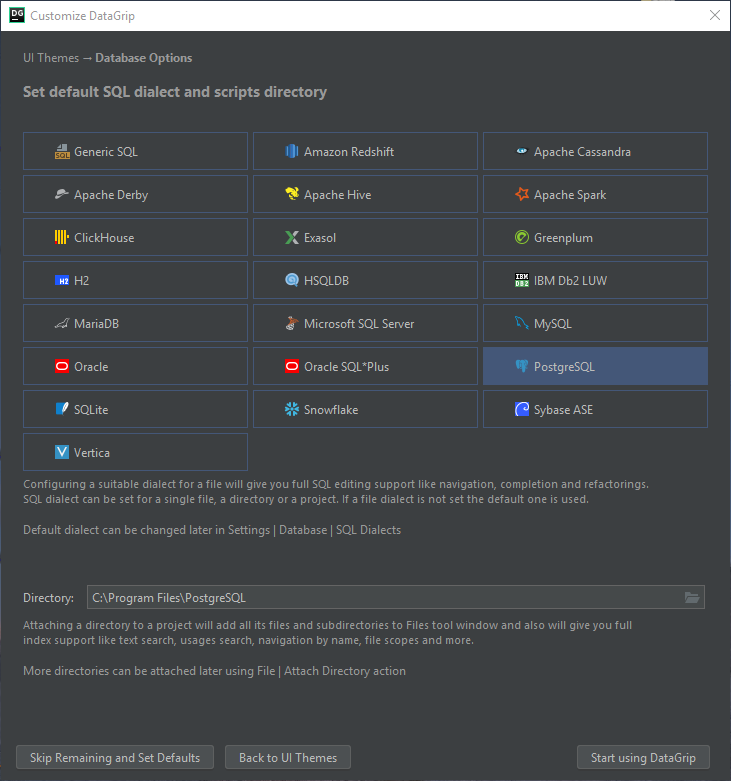 DG Customize DataGrip
UI Themes → Database Options
Set default SQL dialect and scripts directory
SQL Generic SQL
Amazon Redshift
Apache Cassandra
Apache Derby
Apache Hive
Apache Spark
ClickHouse
Exasol
Greenplum
H2 H2
HSQLDB
IBM DB2 IBM Db2 LUW
MariaDB
Microsoft SQL Server
MySQL
Oracle
Oracle SQL*Plus
PostgreSQL
SQLite
Snowflake
Sybase ASE
V Vertica
Configuring a suitable dialect for a file will give you full SQL editing support like navigation, completion and refactorings.
SQL dialect can be set for a single file, a directory or a project. If a file dialect is not set the default one is used.
Default dialect can be changed later in Settings | Database | SQL Dialects
Directory: C:\Program Files\PostgreSQL
Attaching a directory to a project will add all its files and subdirectories to Files tool window and also will give you full
index support like text search, usages search, navigation by name, file scopes and more.
More directories can be attached later using File | Attach Directory action
Skip Remaining and Set Defaults
Back to UI Themes
Start using DataGrip